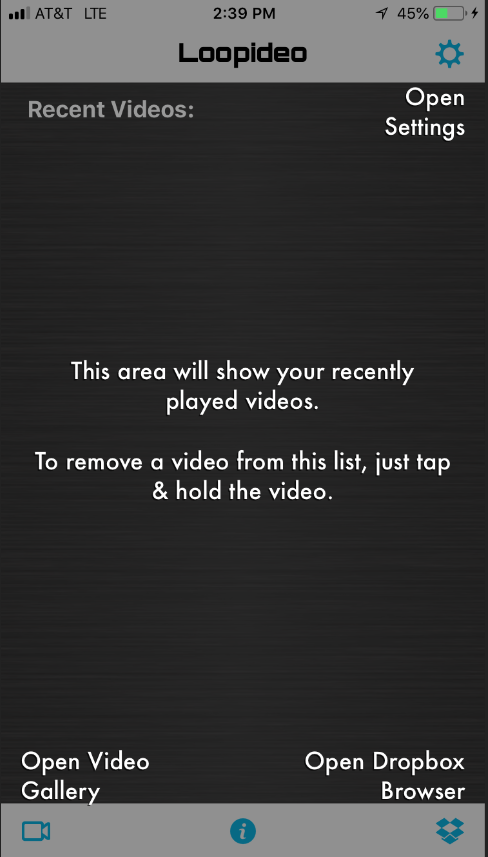 AT&T LTE 2:39 PM 45%
Loopideo
Recent Videos:
Open
Settings
This area will show your recently
played videos.
To remove a video from this list, just tap
& hold the video.
Open Video
Gallery
Open Dropbox
Browser